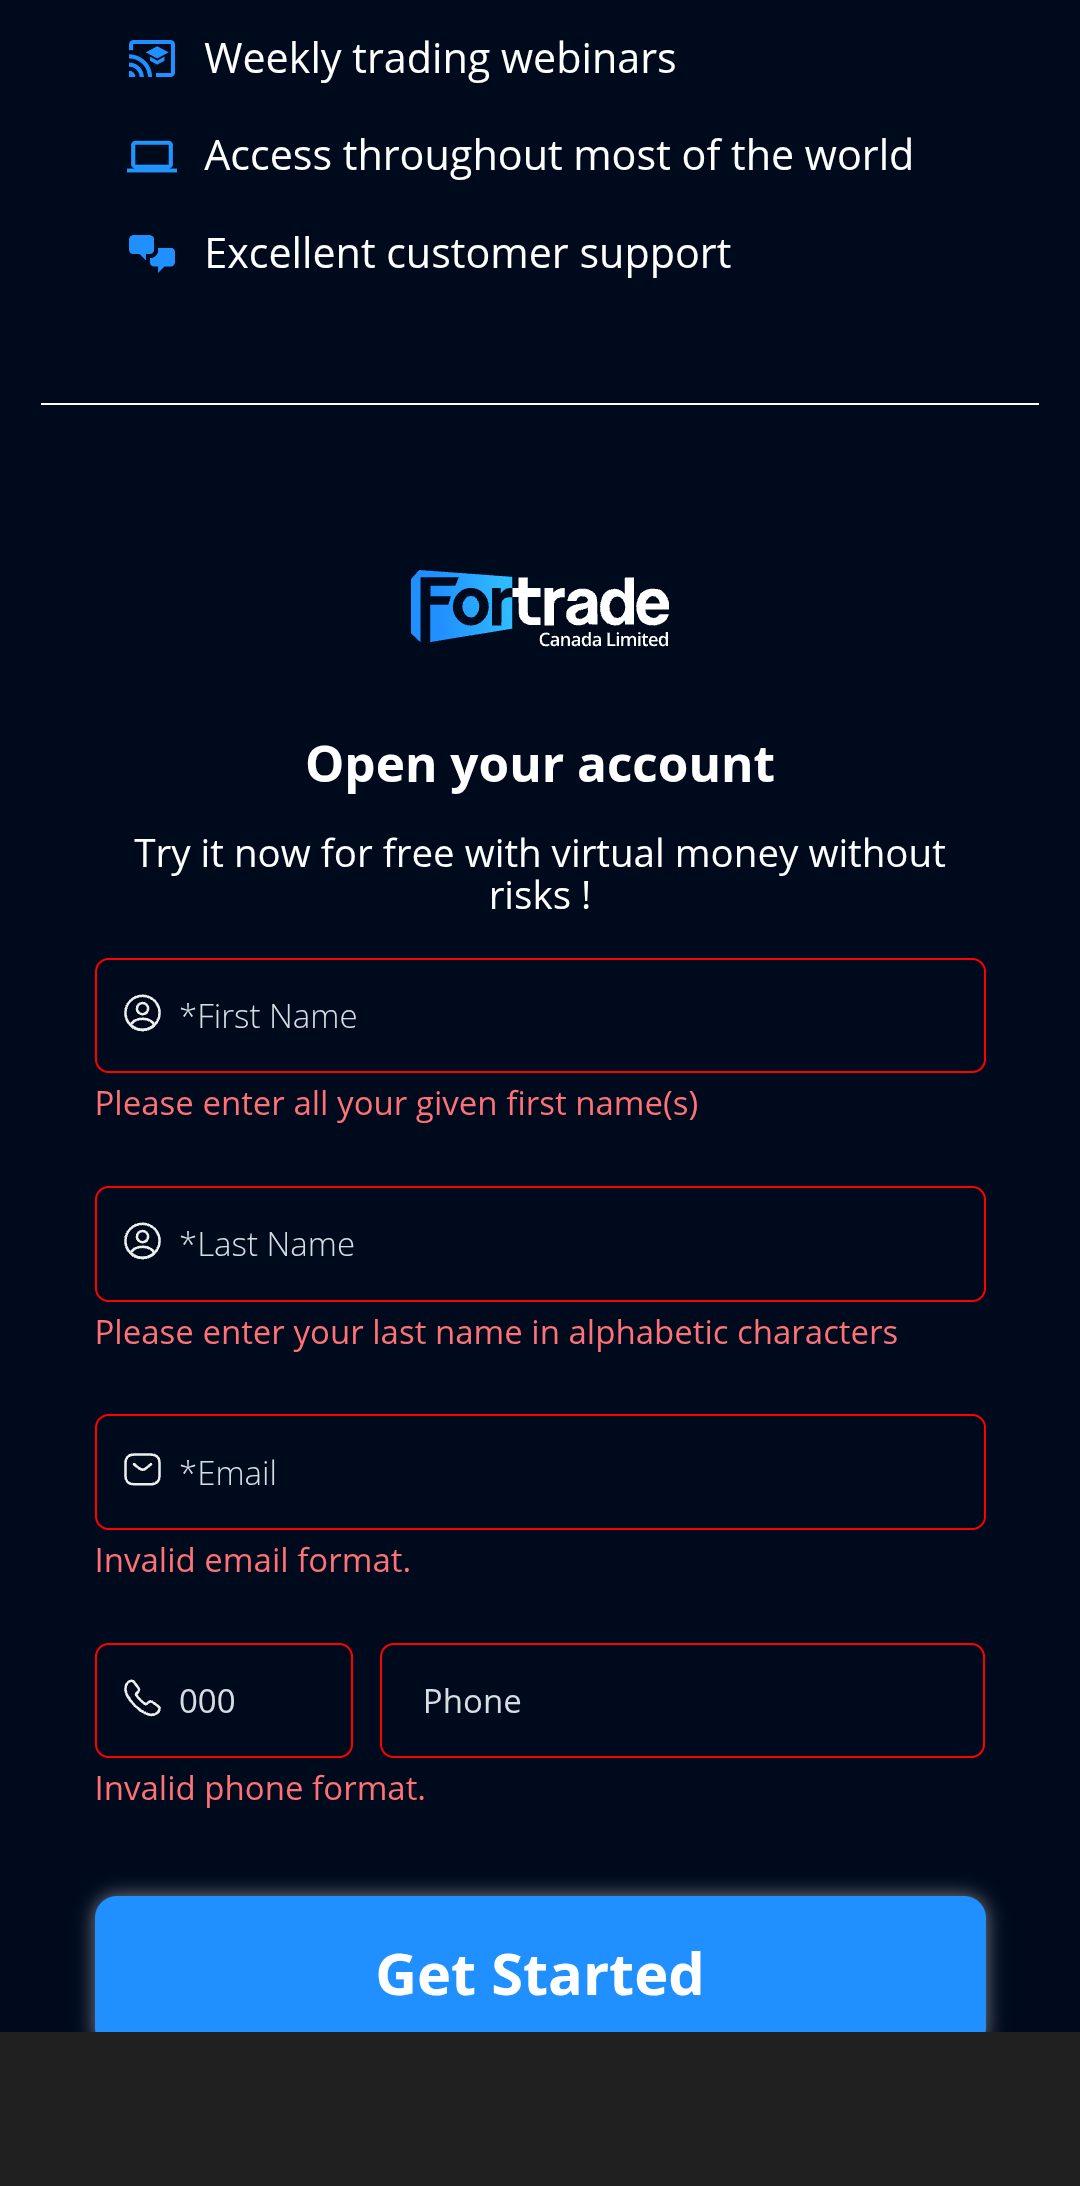 Weekly trading webinars
Access throughout most of the world
Excellent customer support
Fortrade
Canada Limited
Open your account
Try it now for free with virtual money without
risks !
*First Name
Please enter all your given first name(s)
*Last Name
Please enter your last name in alphabetic characters
*Email
Invalid email format.
000 Phone
Invalid phone format.
Get Started